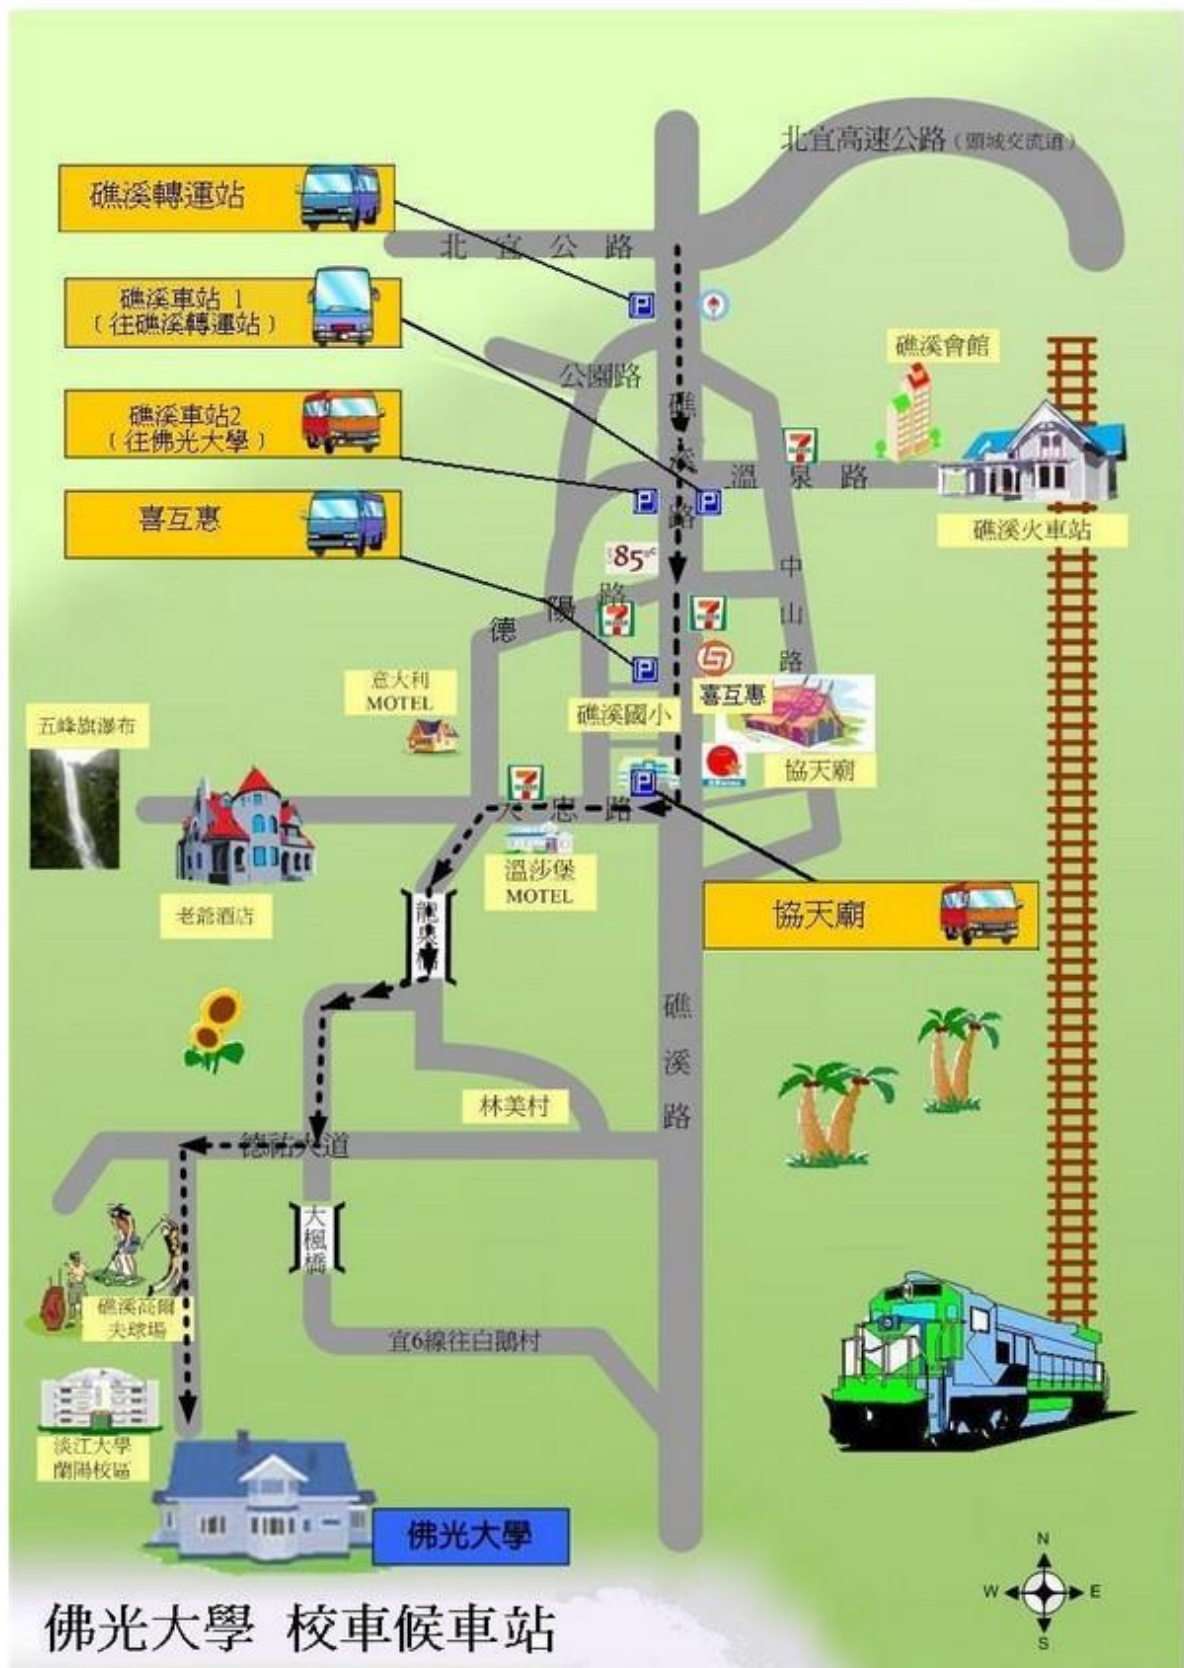 北宜高速公路(頭城交流道)
礁溪轉運站
北宜公路
礁溪車站 1
(往礁溪轉運站)
礁溪會館
公園路
礁溪車站2
(往佛光大學)
礁溪路
7
溫泉路
喜互惠
礁溪火車站
85
中山路
德陽路
7
7
意大利
MOTEL
喜互惠
礁溪國小
五峰旗瀑布
協天廟
7
大忠路
溫莎堡
MOTEL
老爺酒店
協天廟
龍泉橋
礁溪路
林美村
德祐大道
大楓橋
礁溪高爾
夫球場
宜6線往白鵝村
淡江大學
蘭陽校區
佛光大學
N
W
E
S
佛光大學 校車候車站
P
P
P
P
P